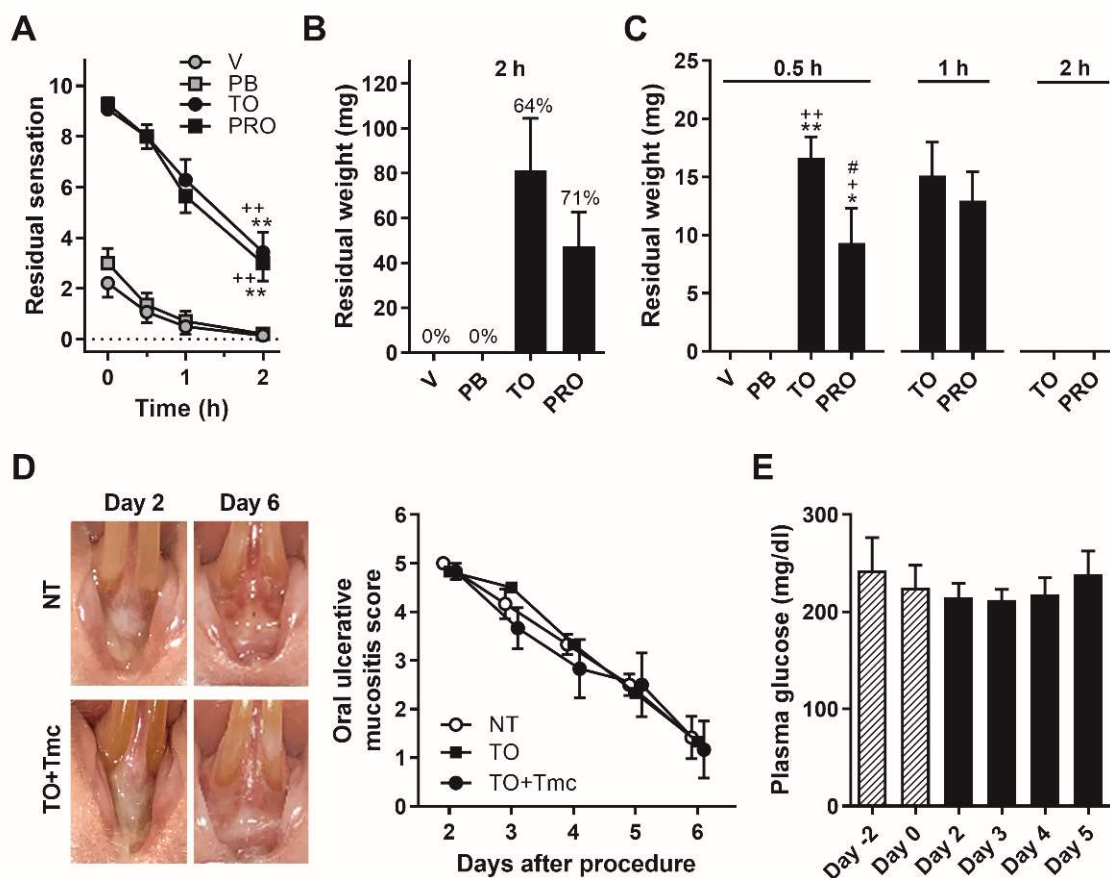 A
V
PB
TO
PRO
Residual sensation
10
8
6
4
2
0
++
**
++
**
0
1
2
Time (h)
B
2 h
Residual weight (mg)
120
100
80
60
40
20
0
0%
0%
64%
71%
V
PB
TO
PRO
C
0.5 h
1 h
2 h
Residual weight (mg)
25
20
15
10
5
0
++
**
#
+
*
V
PB
TO
PRO
TO
PRO
TO
PRO
D
Day 2
Day 6
NT
TO+Tmc
Oral ulcerative
mucositis score
6
5
4
3
2
1
0
NT
TO
TO+Tmc
2
3
4
5
6
Days after procedure
E
Plasma glucose (mg/dl)
300
200
100
0
Day -2
Day 0
Day 2
Day 3
Day 4
Day 5